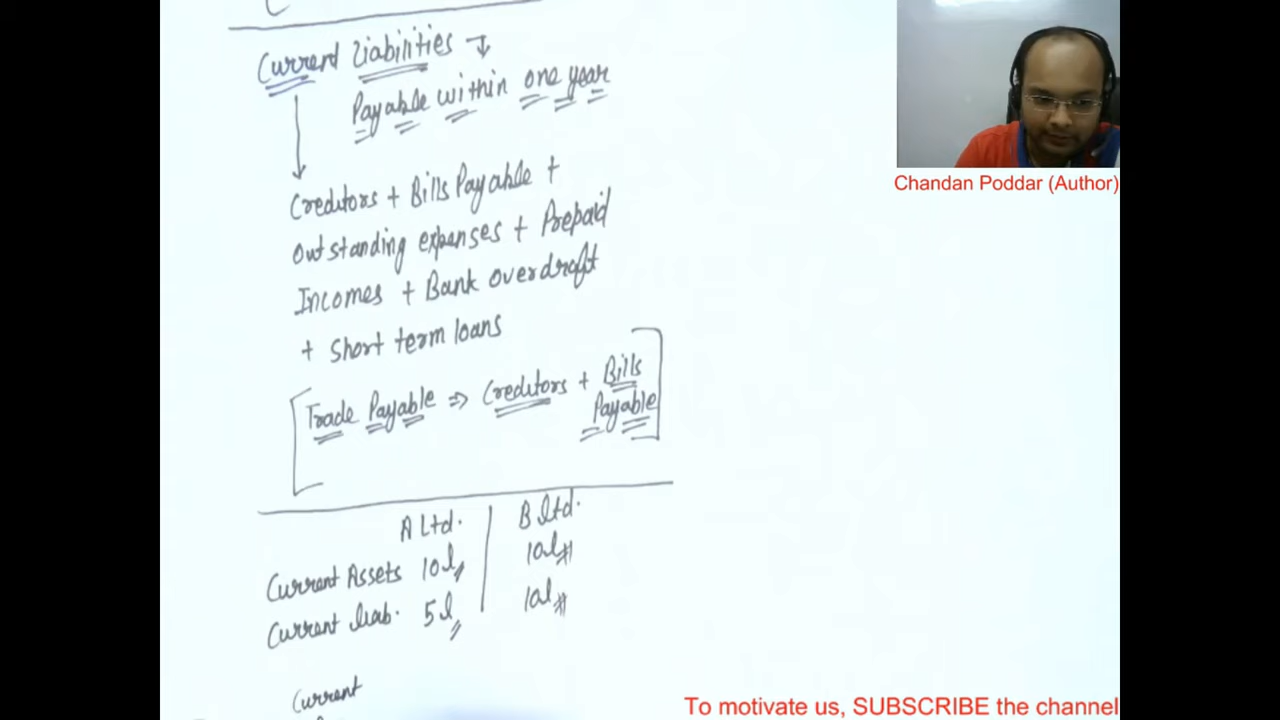 Current Liabilities →
Payable within one year
Creditors + Bills Payable +
Outstanding expenses + Prepaid
Incomes + Bank overdraft
+ Short term loans
Trade Payable ⇒ Creditors + Bills
Payable
A Ltd. B Ltd.
Current Assets 10l 10l
Current liab. 5l 10l
Current
Chandan Poddar (Author)
To motivate us, SUBSCRIBE the channel